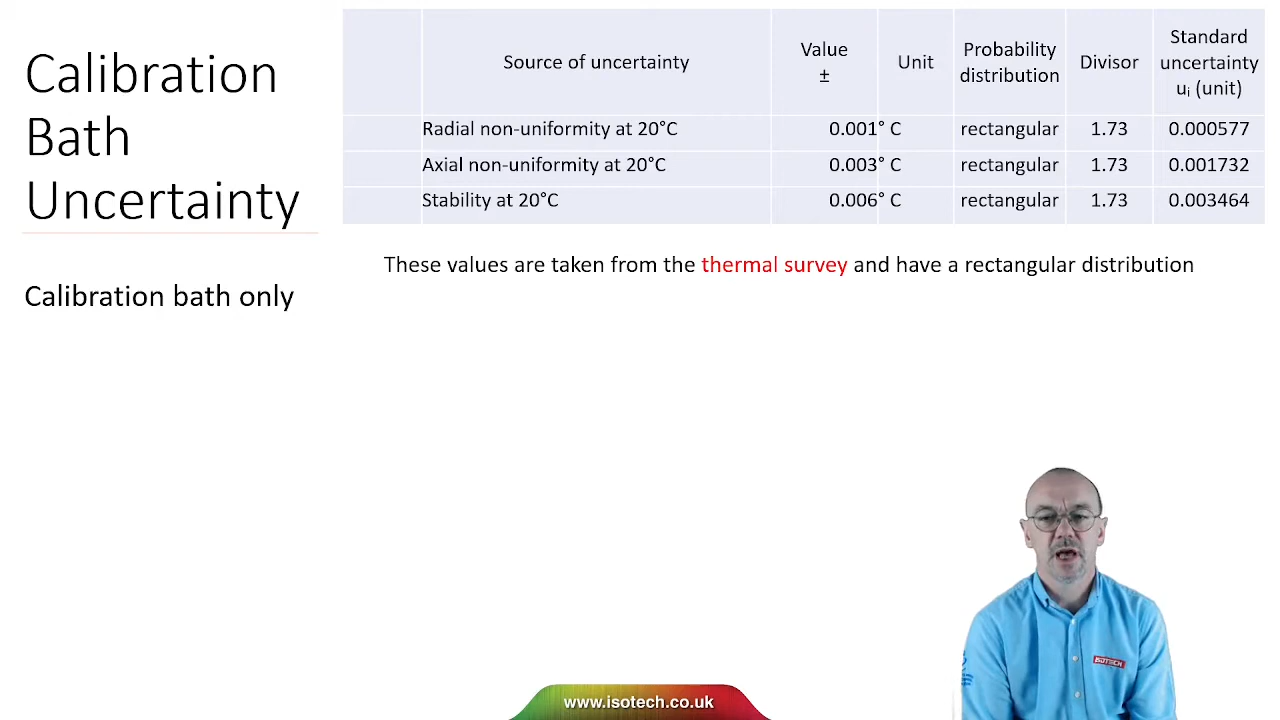 Calibration
Bath
Uncertainty
Calibration bath only
Source of uncertainty Value ± Unit Probability distribution Divisor Standard uncertainty uᵢ (unit)
Radial non-uniformity at 20°C 0.001 ° C rectangular 1.73 0.000577
Axial non-uniformity at 20°C 0.003 ° C rectangular 1.73 0.001732
Stability at 20°C 0.006 ° C rectangular 1.73 0.003464
These values are taken from the thermal survey and have a rectangular distribution
ISOTECH
www.isotech.co.uk